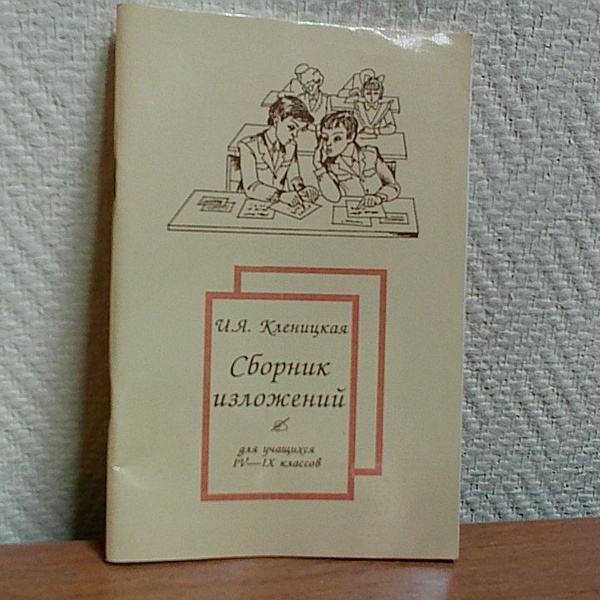 И.Я. Кленицкая
Сборник
изложений
для учащихся
IV—IX классов